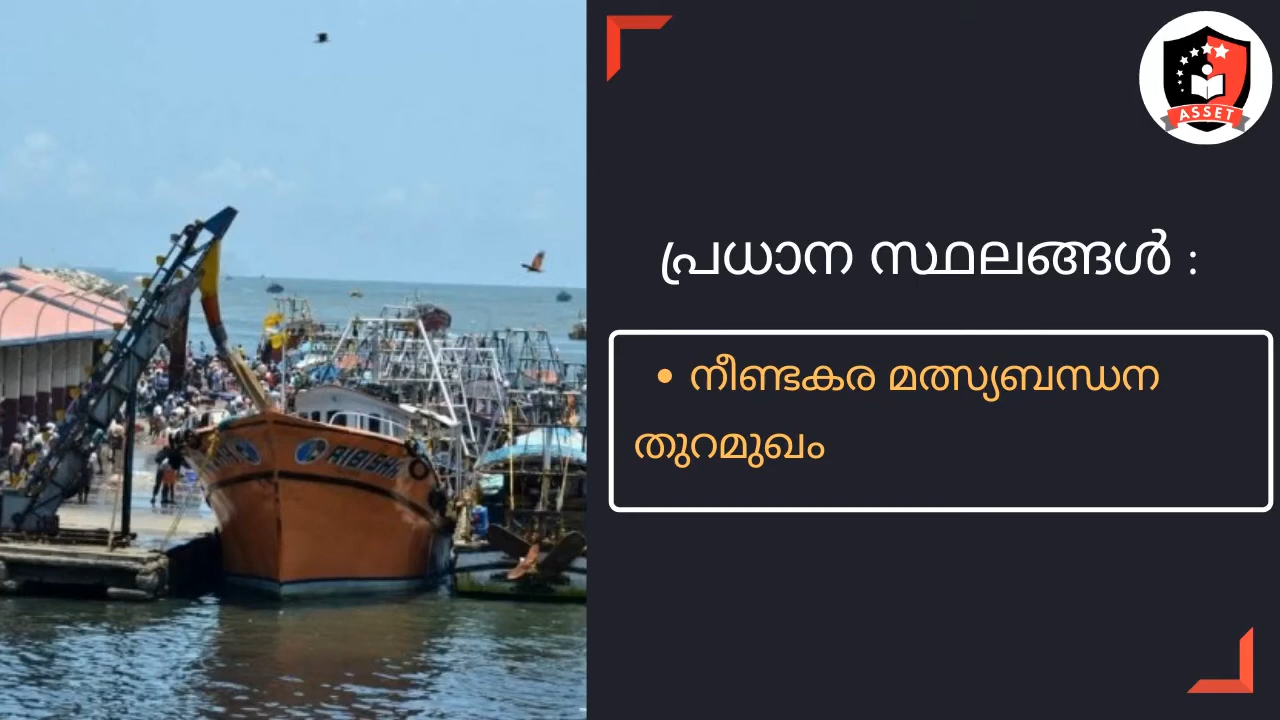 ASSET
പ്രധാന സ്ഥലങ്ങൾ :
• നീണ്ടകര മത്സ്യബന്ധന
തുറമുഖം